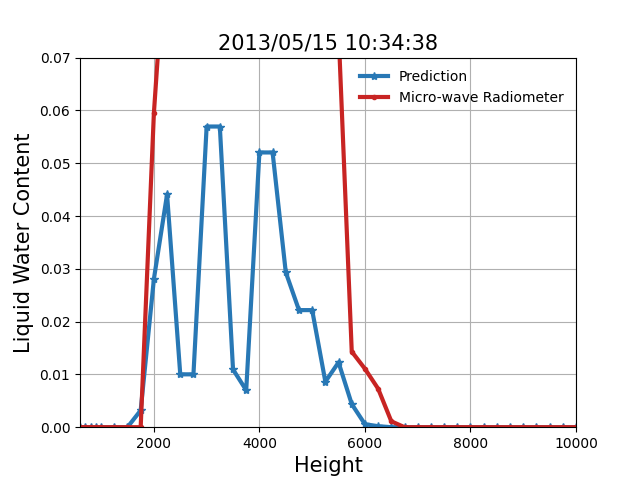 2013/05/15 10:34:38
0.07
0.06
0.05
0.04
0.03
0.02
0.01
0.00
Liquid Water Content
Prediction
Micro-wave Radiometer
2000 4000 6000 8000 10000
Height